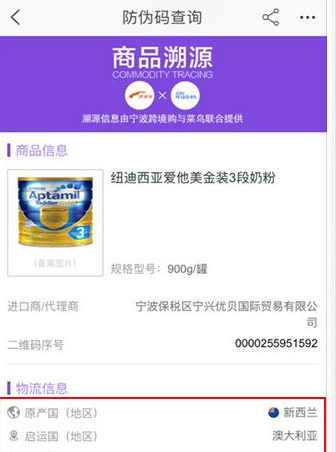 防伪码查询
商品溯源
COMMODITY TRACING
×
溯源信息由宁波跨境购与菜鸟联合提供
商品信息
纽迪西亚爱他美金装3段奶粉
Aptamil
3
(备案图片)
规格型号: 900g/罐
进口商/代理商 宁波保税区宁兴优贝国际贸易有限公
司
二维码序号 0000255951592
物流信息
原产国（地区） 新西兰
启运国（地区） 澳大利亚